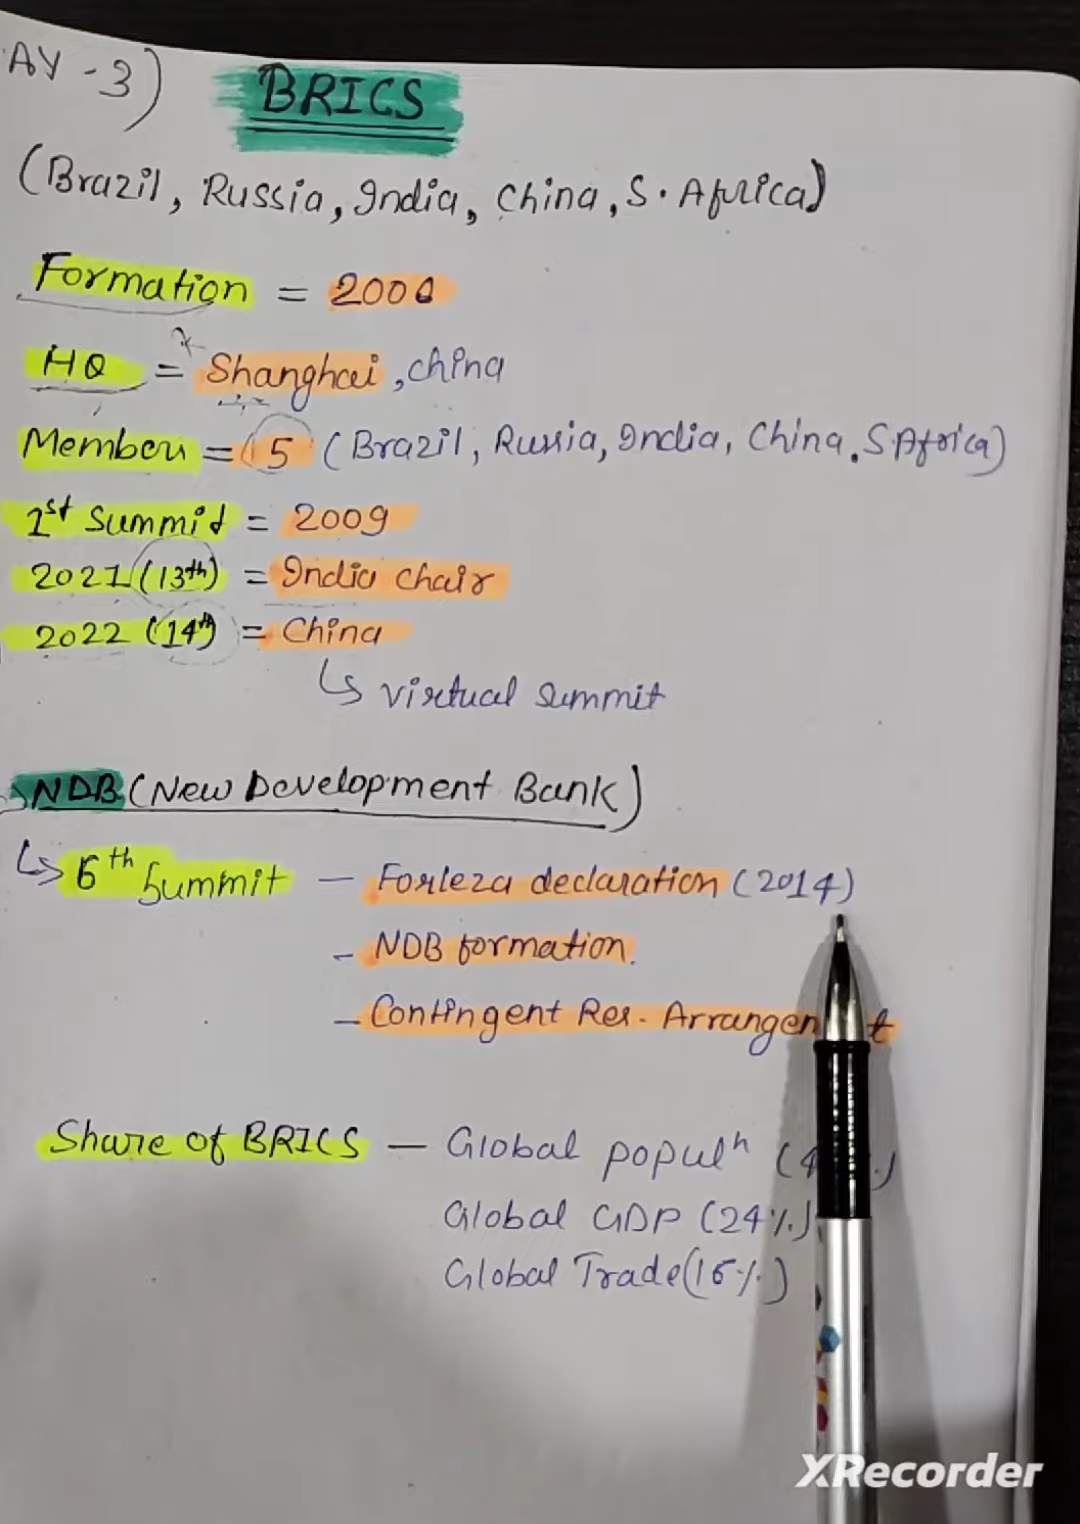 AY -3)
BRICS
(Brazil, Russia, India, China, S. Africa)
Formation = 2006
HQ = Shanghai, china
Member = 5 (Brazil, Russia, India, China, S Africa)
1st Summit = 2009
2021 (13th) = India chair
2022 (14th) = China
↳ virtual summit
NDB (New Development Bank)
↳ 6th Summit - Forleza declaration (2014)
- NDB formation.
- Contingent Res. Arrangen t
Share of BRICS - Global populn (4
Global GDP (24%)
Global Trade (16%)
XRecorder